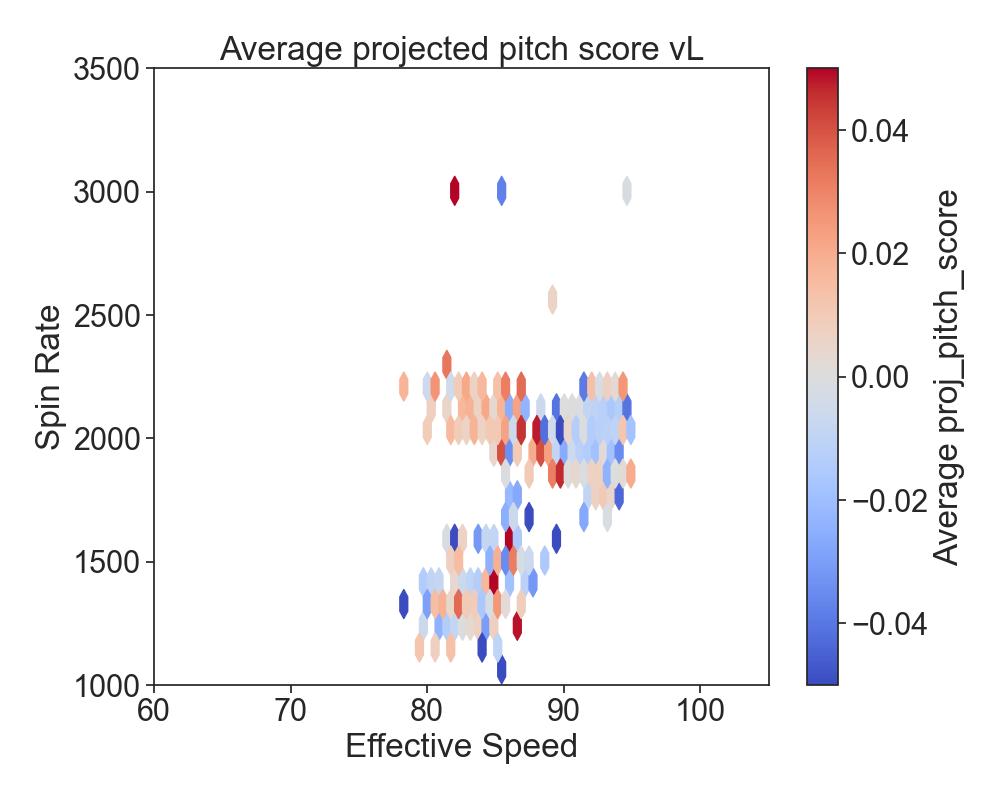 Average projected pitch score vL
3500
3000
2500
2000
1500
1000
Spin Rate
60 70 80 90 100
Effective Speed
0.04
0.02
0.00
−0.02
−0.04
Average proj_pitch_score